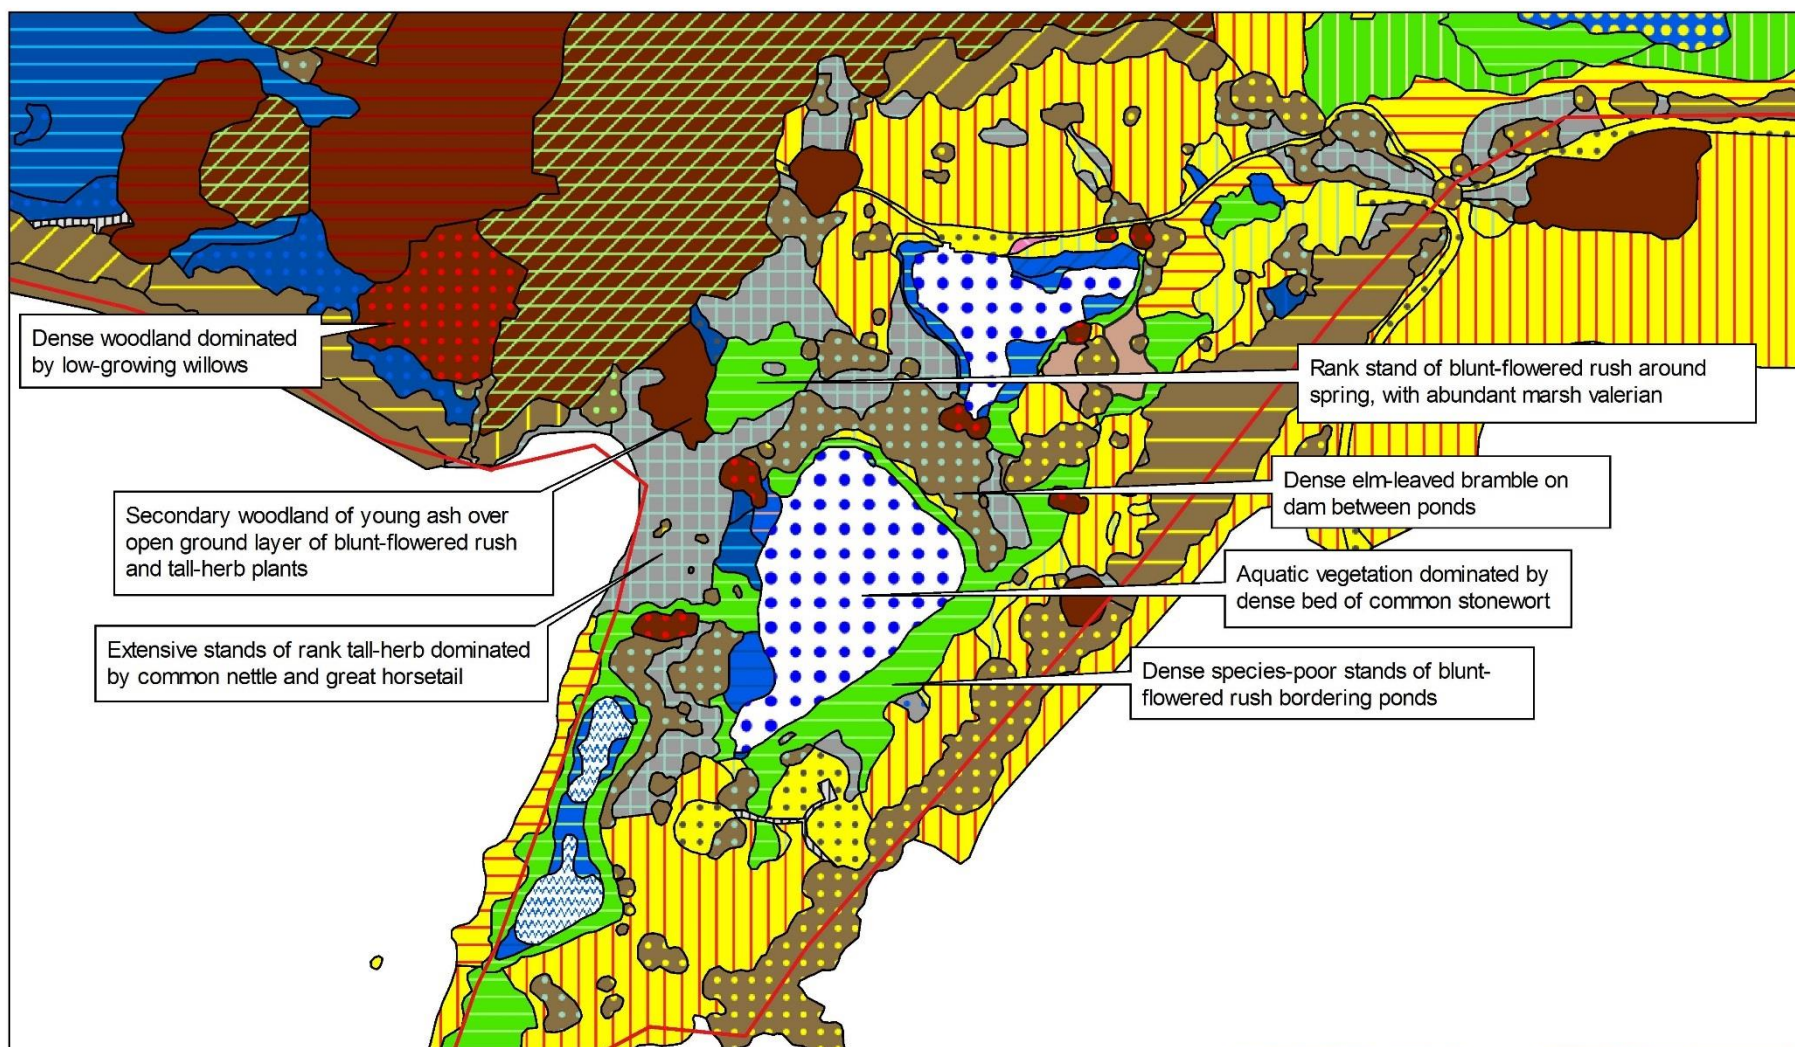 Dense woodland dominated
by low-growing willows
Rank stand of blunt-flowered rush around
spring, with abundant marsh valerian
Dense elm-leaved bramble on
dam between ponds
Secondary woodland of young ash over
open ground layer of blunt-flowered rush
and tall-herb plants
Aquatic vegetation dominated by
dense bed of common stonewort
Extensive stands of rank tall-herb dominated
by common nettle and great horsetail
Dense species-poor stands of blunt-
flowered rush bordering ponds